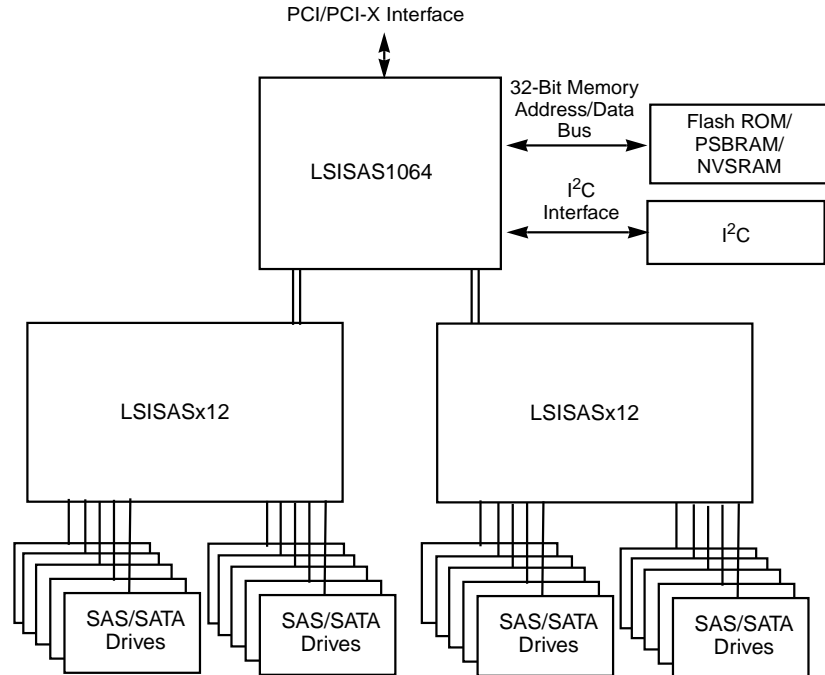 PCI/PCI-X Interface
32-Bit Memory
Address/Data
Bus
LSISAS1064
Flash ROM/
PSBRAM/
NVSRAM
I²C
Interface
I²C
LSISASx12
LSISASx12
SAS/SATA
Drives
SAS/SATA
Drives
SAS/SATA
Drives
SAS/SATA
Drives